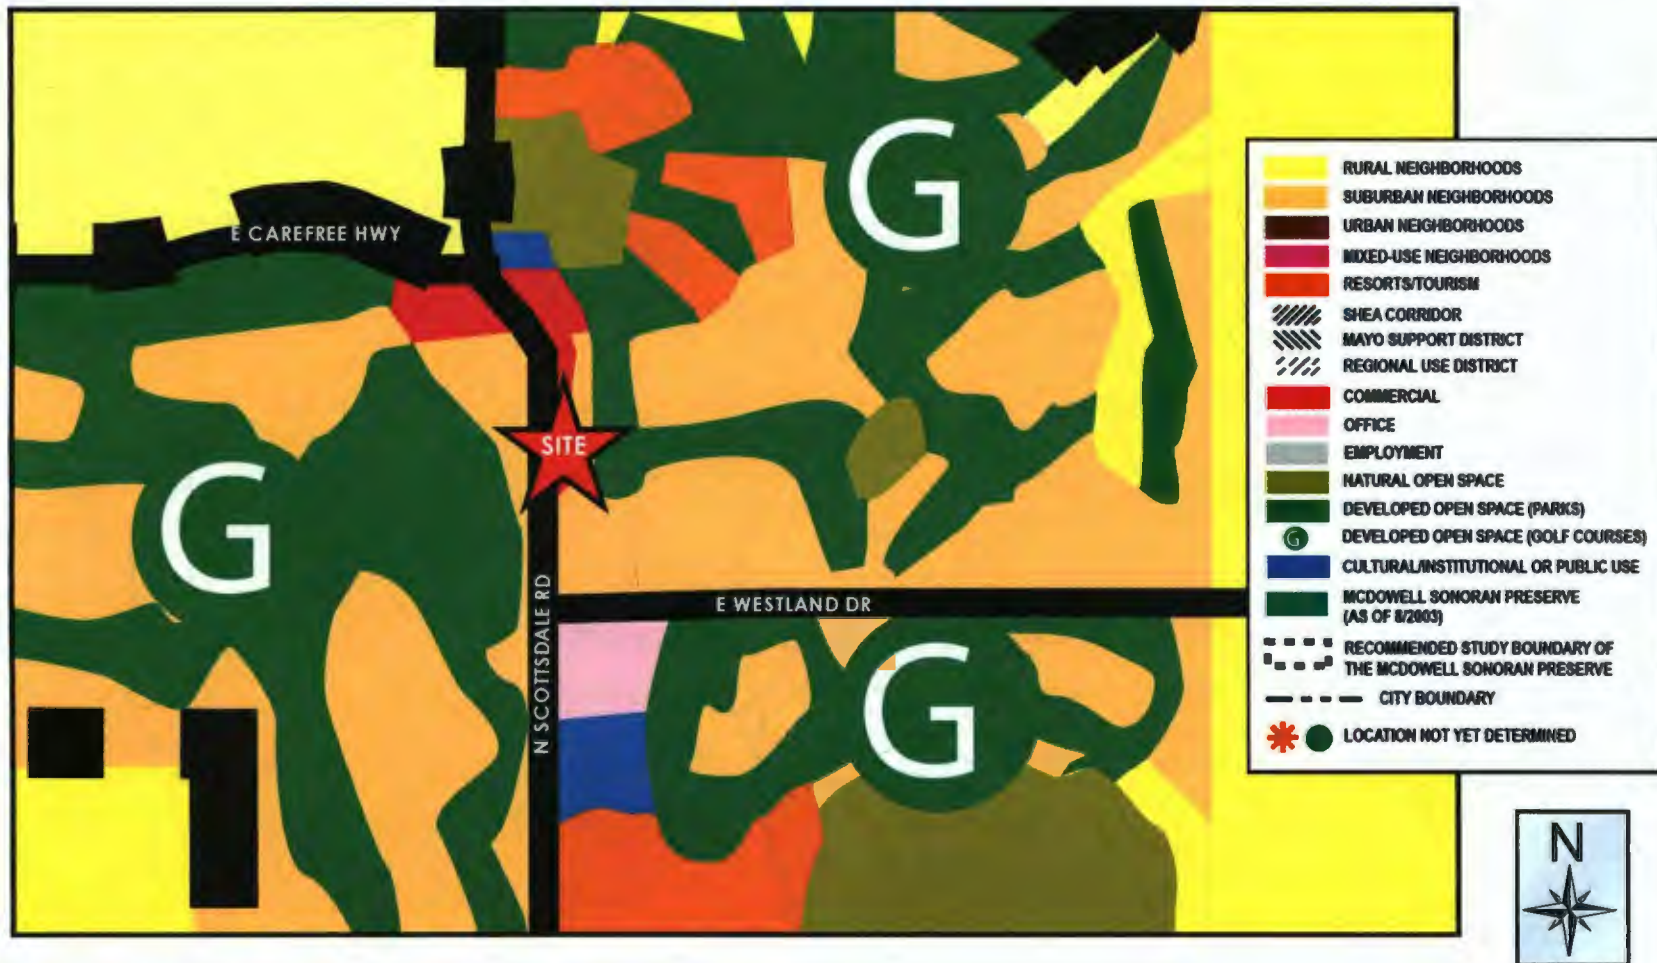 G
E CAREFREE HWY
SITE
G
N SCOTTSDALE RD
E WESTLAND DR
G
RURAL NEIGHBORHOODS
SUBURBAN NEIGHBORHOODS
URBAN NEIGHBORHOODS
MIXED-USE NEIGHBORHOODS
RESORTS/TOURISM
SHEA CORRIDOR
MAYO SUPPORT DISTRICT
REGIONAL USE DISTRICT
COMMERCIAL
OFFICE
EMPLOYMENT
NATURAL OPEN SPACE
DEVELOPED OPEN SPACE (PARKS)
G DEVELOPED OPEN SPACE (GOLF COURSES)
CULTURAL/INSTITUTIONAL OR PUBLIC USE
MCDOWELL SONORAN PRESERVE
(AS OF 8/2003)
RECOMMENDED STUDY BOUNDARY OF
THE MCDOWELL SONORAN PRESERVE
CITY BOUNDARY
LOCATION NOT YET DETERMINED
N